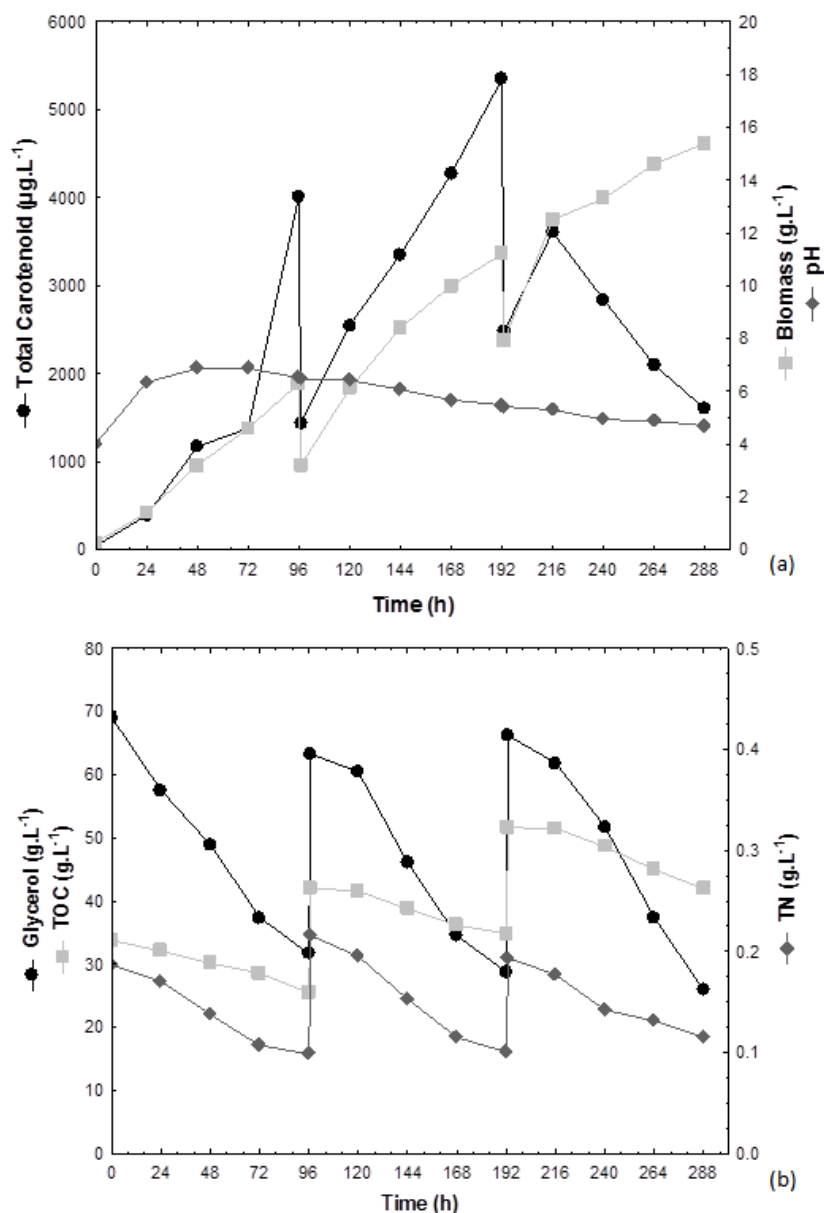 6000
5000
4000
3000
2000
1000
0
Total Carotenoid (µg.L⁻¹)
20
18
16
14
12
10
8
6
4
2
0
Biomass (g.L⁻¹)
pH
0 24 48 72 96 120 144 168 192 216 240 264 288
Time (h)
(a)
80
70
60
50
40
30
20
10
0
Glycerol (g.L⁻¹)
TOC (g.L⁻¹)
0.5
0.4
0.3
0.2
0.1
0.0
TN (g.L⁻¹)
0 24 48 72 96 120 144 168 192 216 240 264 288
Time (h)
(b)